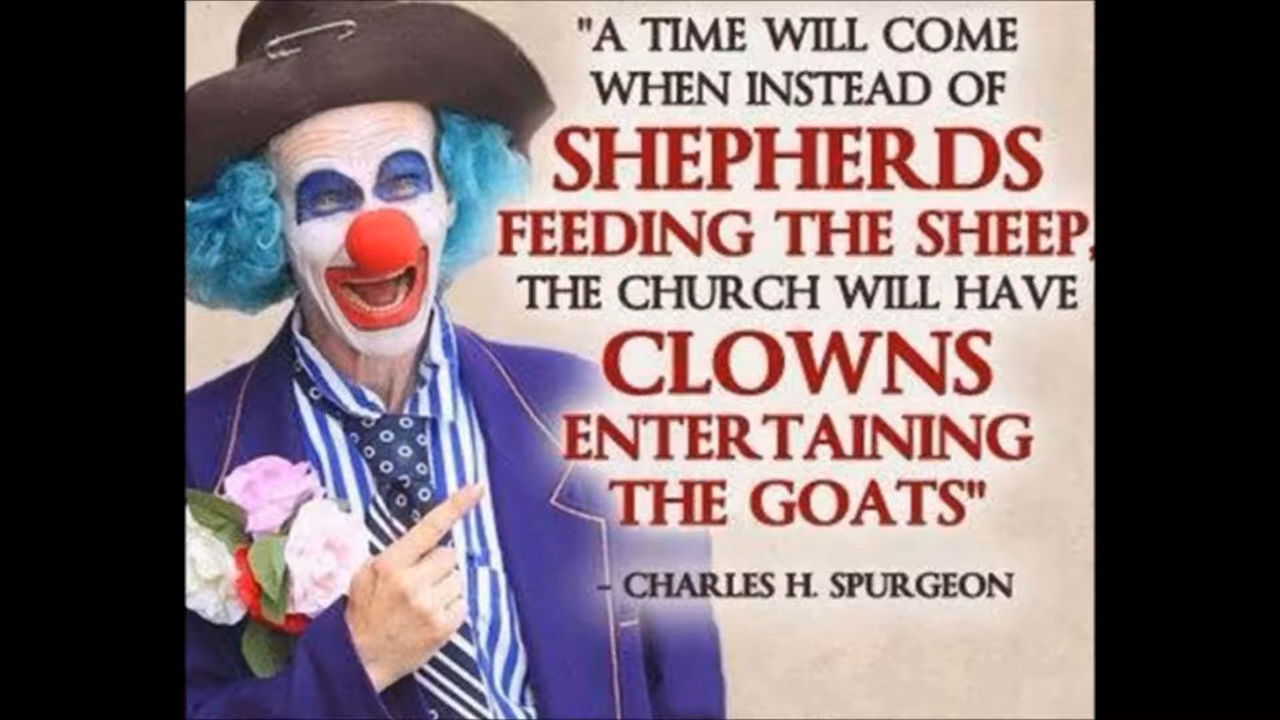 "A TIME WILL COME
WHEN INSTEAD OF
SHEPHERDS
FEEDING THE SHEEP,
THE CHURCH WILL HAVE
CLOWNS
ENTERTAINING
THE GOATS"
- CHARLES H. SPURGEON